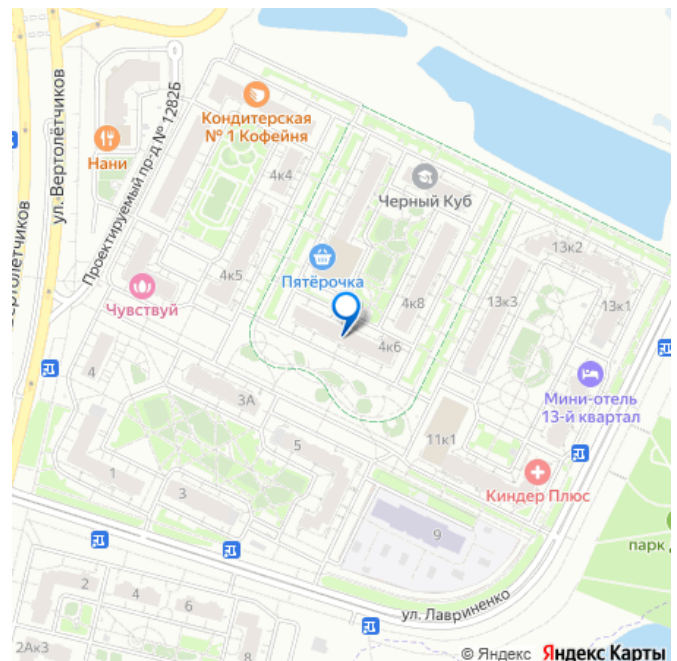 Кондитерская
№ 1 Кофейня
Нани
ул. Вертолётчиков
Проектируемый пр-д № 1282Б
4к4
Черный Куб
13к2
4к5
Пятёрочка
4к8
13к3
13к1
Чувствуй
4к6
4
3А
Мини-отель
13-й квартал
11к1
5
1
3
Киндер Плюс
9
парк
2
4
6
ул. Лавриненко
2Ак3
8
© Яндекс Яндекс Карты